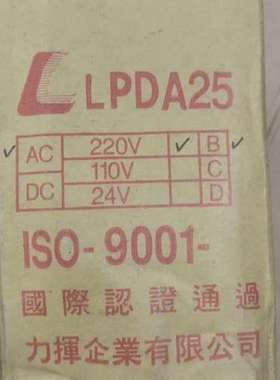 LPDA25
✓ AC 220V ✓ B ✓
110V C
DC 24V D
ISO-9001-
國際認證通過
力揮企業有限公司